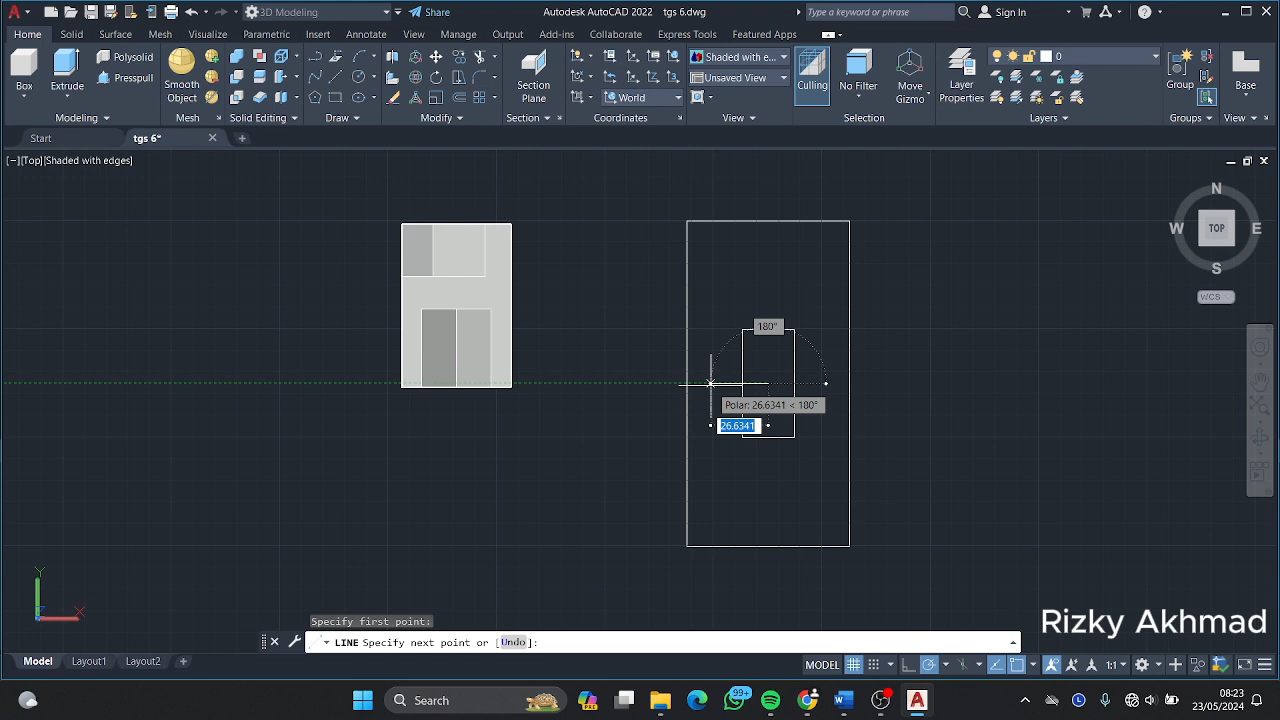 3D Modeling
Share
Autodesk AutoCAD 2022 tgs 6.dwg
Type a keyword or phrase
Sign In
Home Solid Surface Mesh Visualize Parametric Insert Annotate View Manage Output Add-ins Collaborate Express Tools Featured Apps
Polysolid
Presspull
Box
Extrude
Smooth
Object
Section
Plane
World
Shaded with e...
Unsaved View
Culling
No Filter
Move
Gizmo
Layer
Properties
0
Group
Base
Modeling
Mesh
Solid Editing
Draw
Modify
Section
Coordinates
View
Selection
Layers
Groups
View
Start
tgs 6*
[−][Top][Shaded with edges]
N
W
TOP
E
S
WCS
180°
Polar: 26.6341 < 180°
26.6341
Y
X
Specify first point:
LINE Specify next point or [Undo]:
Rizky Akhmad
Model
Layout1
Layout2
MODEL
1:1
Search
99+
08:23
23/05/2024